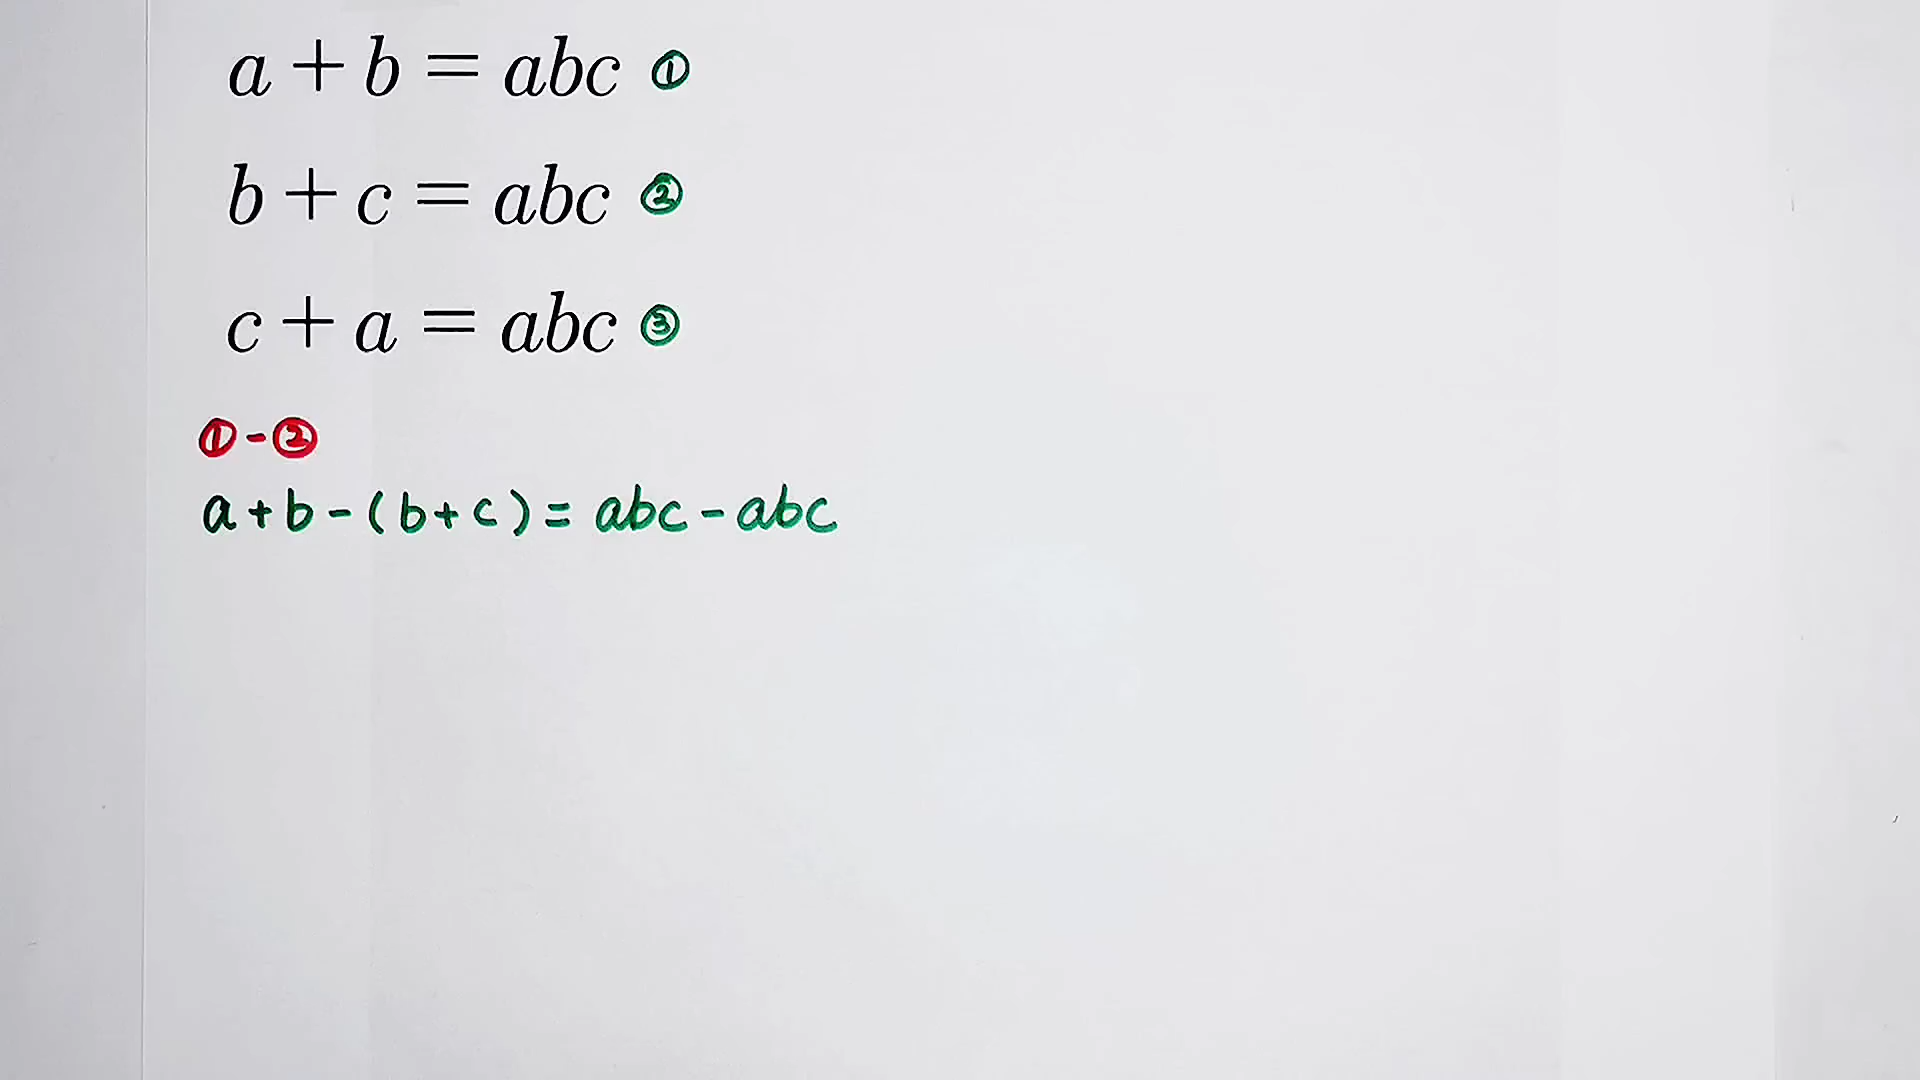 a + b = abc ①
b + c = abc ②
c + a = abc ③
① - ②
a + b - ( b + c ) = abc - abc